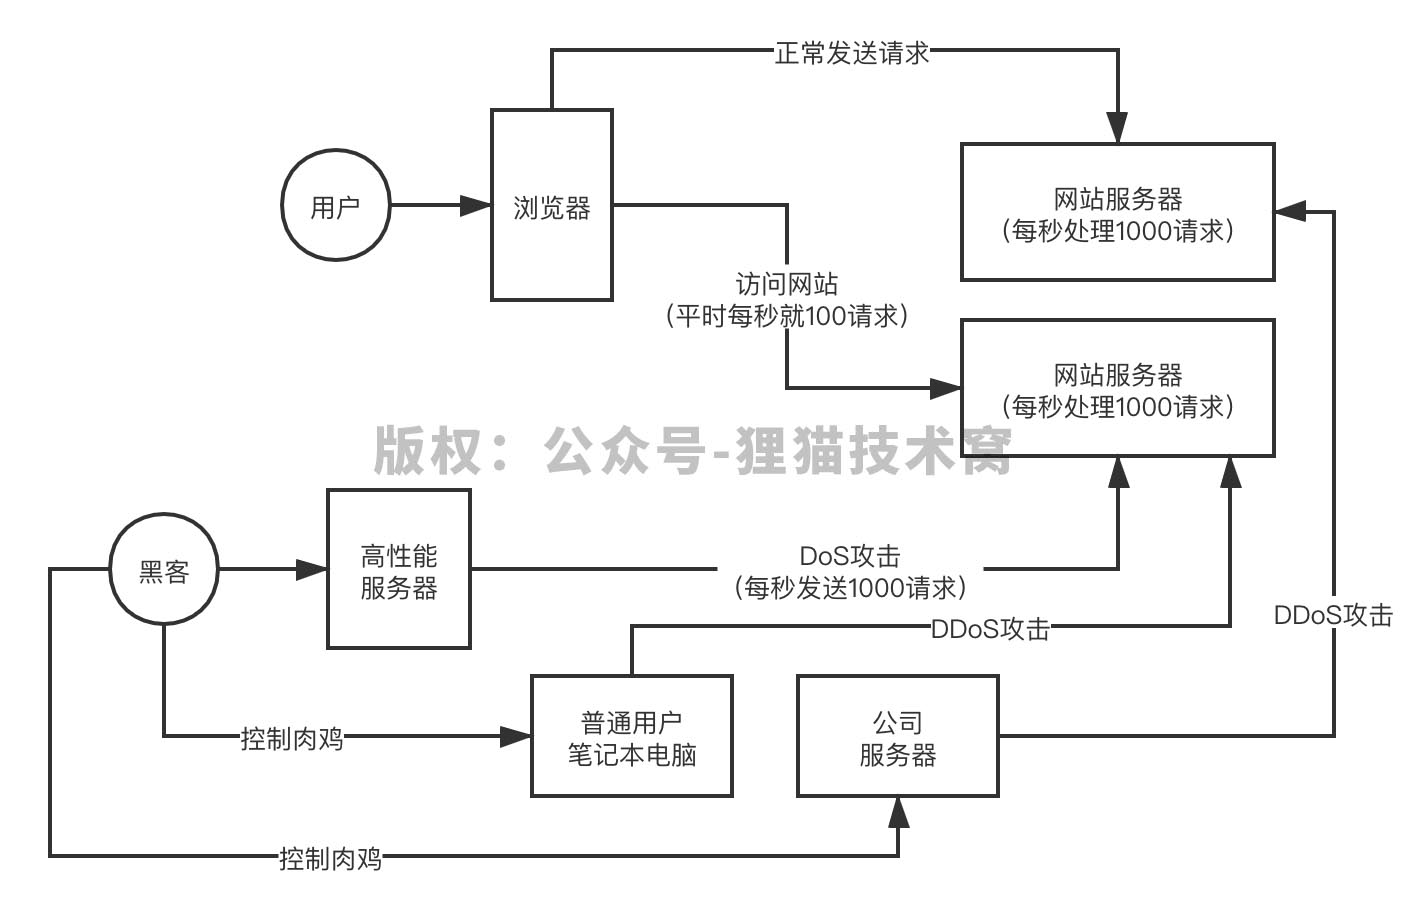 正常发送请求
用户
浏览器
网站服务器
（每秒处理1000请求）
访问网站
（平时每秒就100请求）
网站服务器
（每秒处理1000请求）
版权：公众号-狸猫技术窝
黑客
高性能
服务器
DoS攻击
（每秒发送1000请求）
DDoS攻击
DDoS攻击
控制肉鸡
普通用户
笔记本电脑
公司
服务器
控制肉鸡